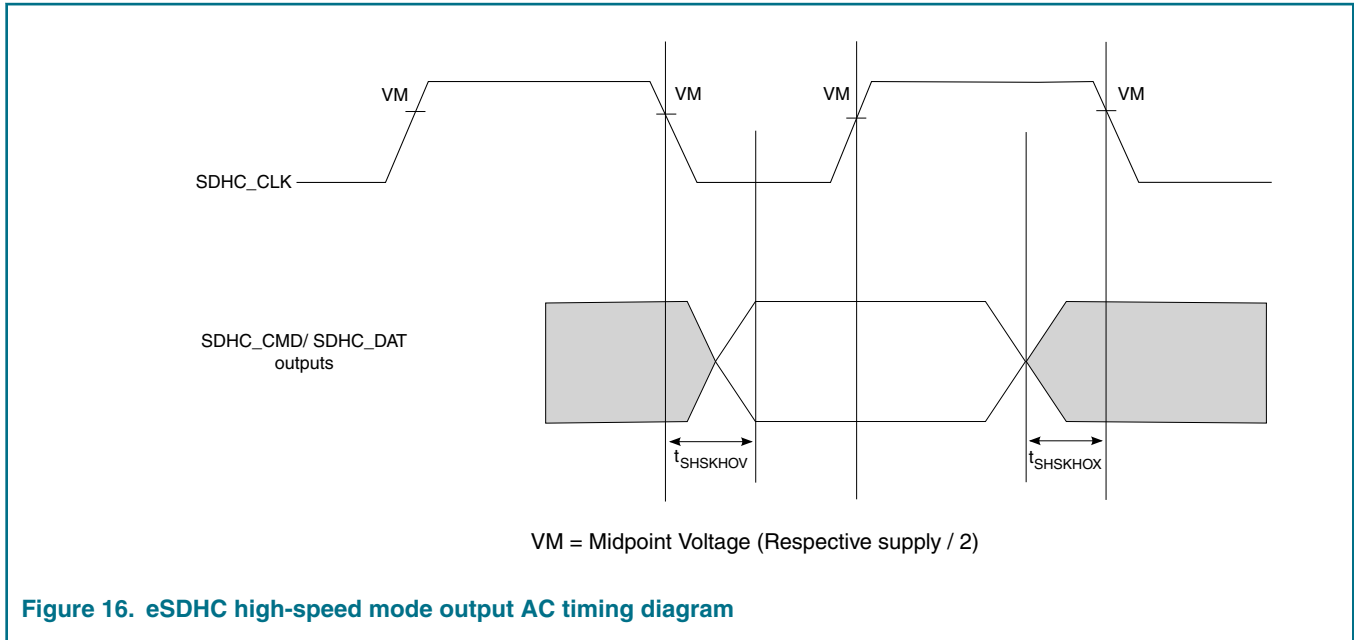 VM
VM
VM
VM
SDHC_CLK
SDHC_CMD/ SDHC_DAT
outputs
tSHSKHOV
tSHSKHOX
VM = Midpoint Voltage (Respective supply / 2)
Figure 16. eSDHC high-speed mode output AC timing diagram